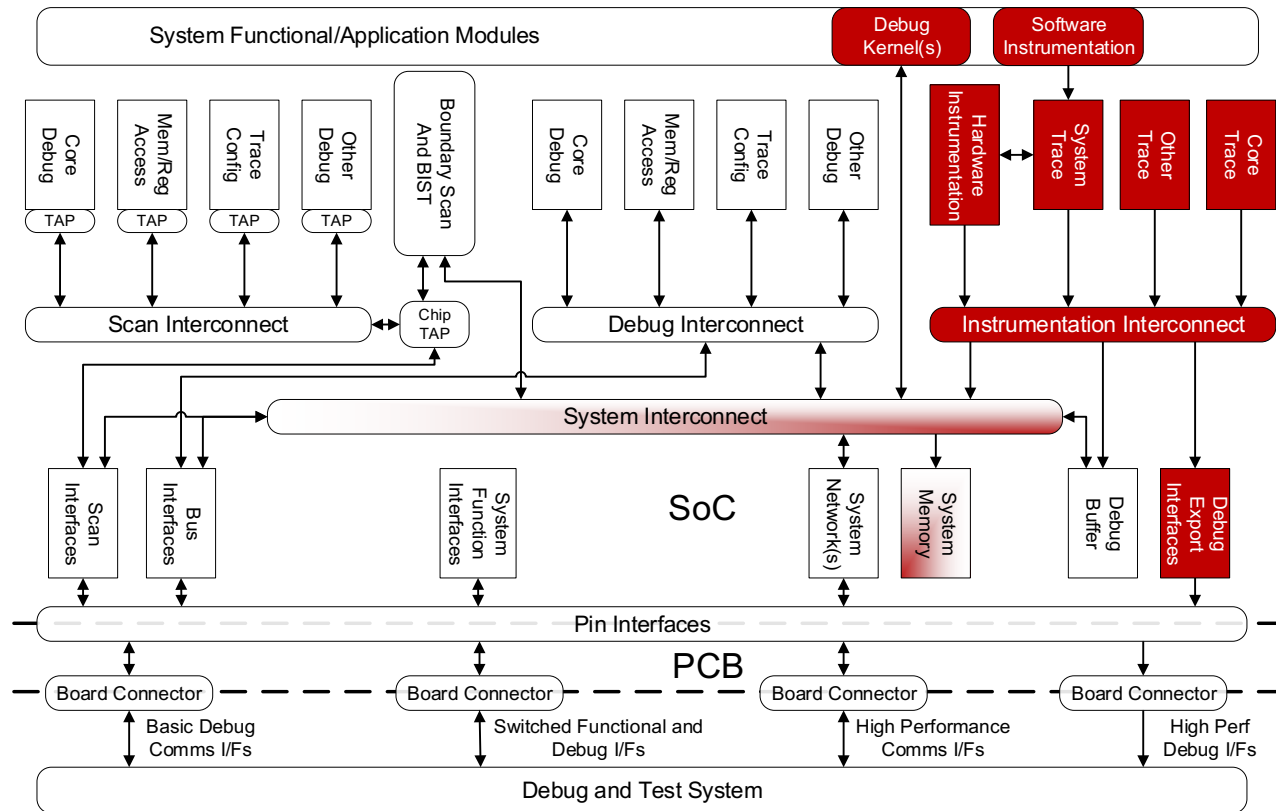 System Functional/Application Modules
Debug
Kernel(s)
Software
Instrumentation
Core
Debug
TAP
Mem/Reg
Access
TAP
Trace
Config
TAP
Other
Debug
TAP
Boundary Scan
And BIST
Core
Debug
Mem/Reg
Access
Trace
Config
Other
Debug
Hardware
Instrumentation
System
Trace
Other
Trace
Core
Trace
Scan Interconnect
Chip
TAP
Debug Interconnect
Instrumentation Interconnect
System Interconnect
Scan
Interfaces
Bus
Interfaces
System
Function
Interfaces
SoC
System
Network(s)
System
Memory
Debug
Buffer
Debug
Export
Interfaces
Pin Interfaces
PCB
Board Connector
Board Connector
Board Connector
Board Connector
Basic Debug
Comms I/Fs
Switched Functional and
Debug I/Fs
High Performance
Comms I/Fs
High Perf
Debug I/Fs
Debug and Test System